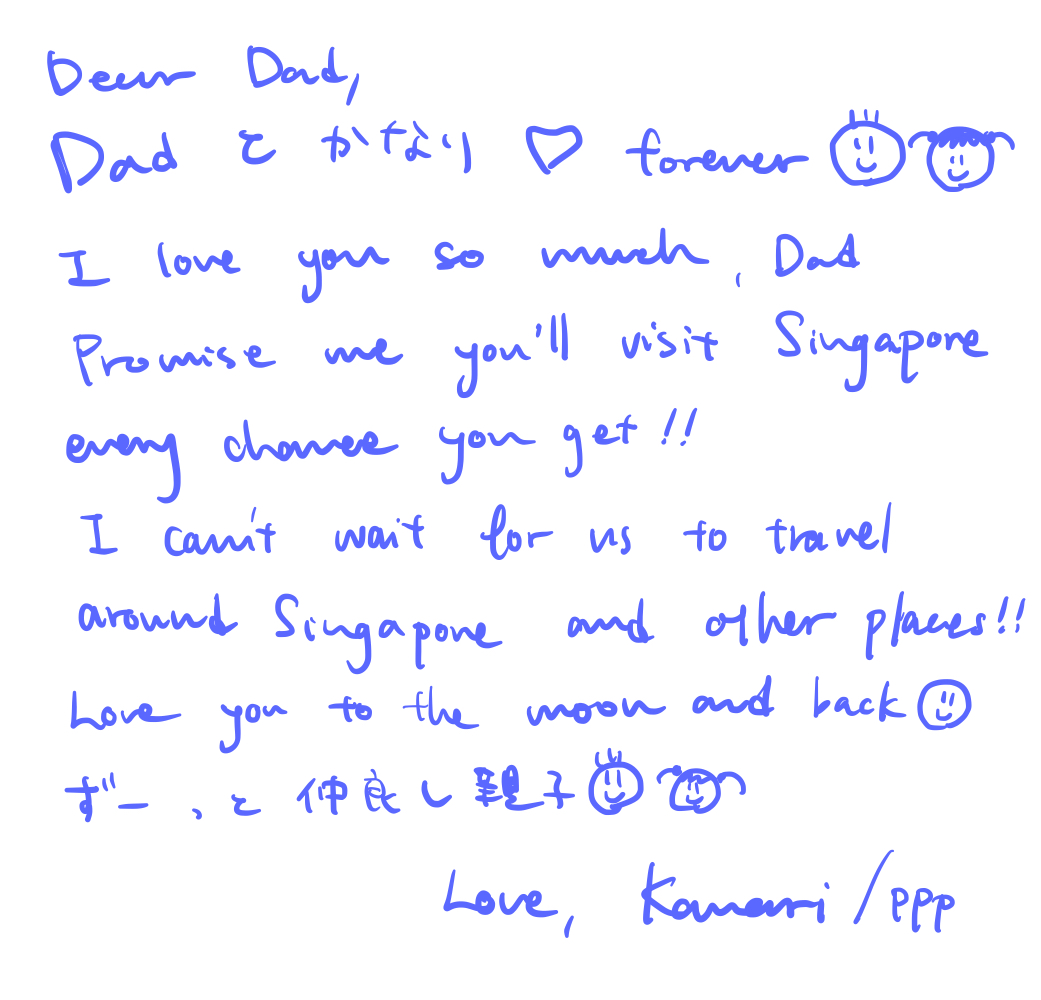 Dear Dad,
Dad と かなり ♡ forever
I love you so much, Dad
Promise me you'll visit Singapore
every chance you get!!
I can't wait for us to travel
around Singapore and other places!!
Love you to the moon and back
ずーっと仲良し親子
Love, Kanari/ppp